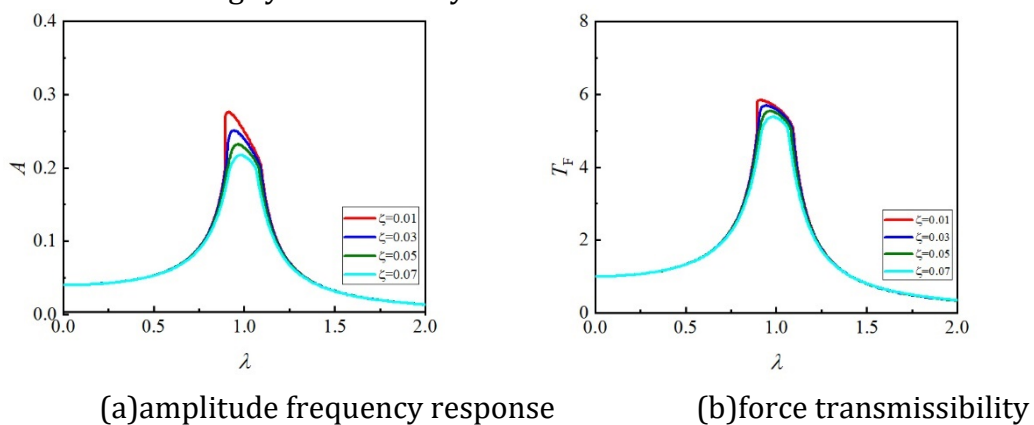 0.4
0.3
0.2
0.1
0.0
A
0.0 0.5 1.0 1.5 2.0
λ
ζ=0.01
ζ=0.03
ζ=0.05
ζ=0.07
8
6
4
2
0
T_F
0.0 0.5 1.0 1.5 2.0
λ
ζ=0.01
ζ=0.03
ζ=0.05
ζ=0.07
(a)amplitude frequency response (b)force transmissibility